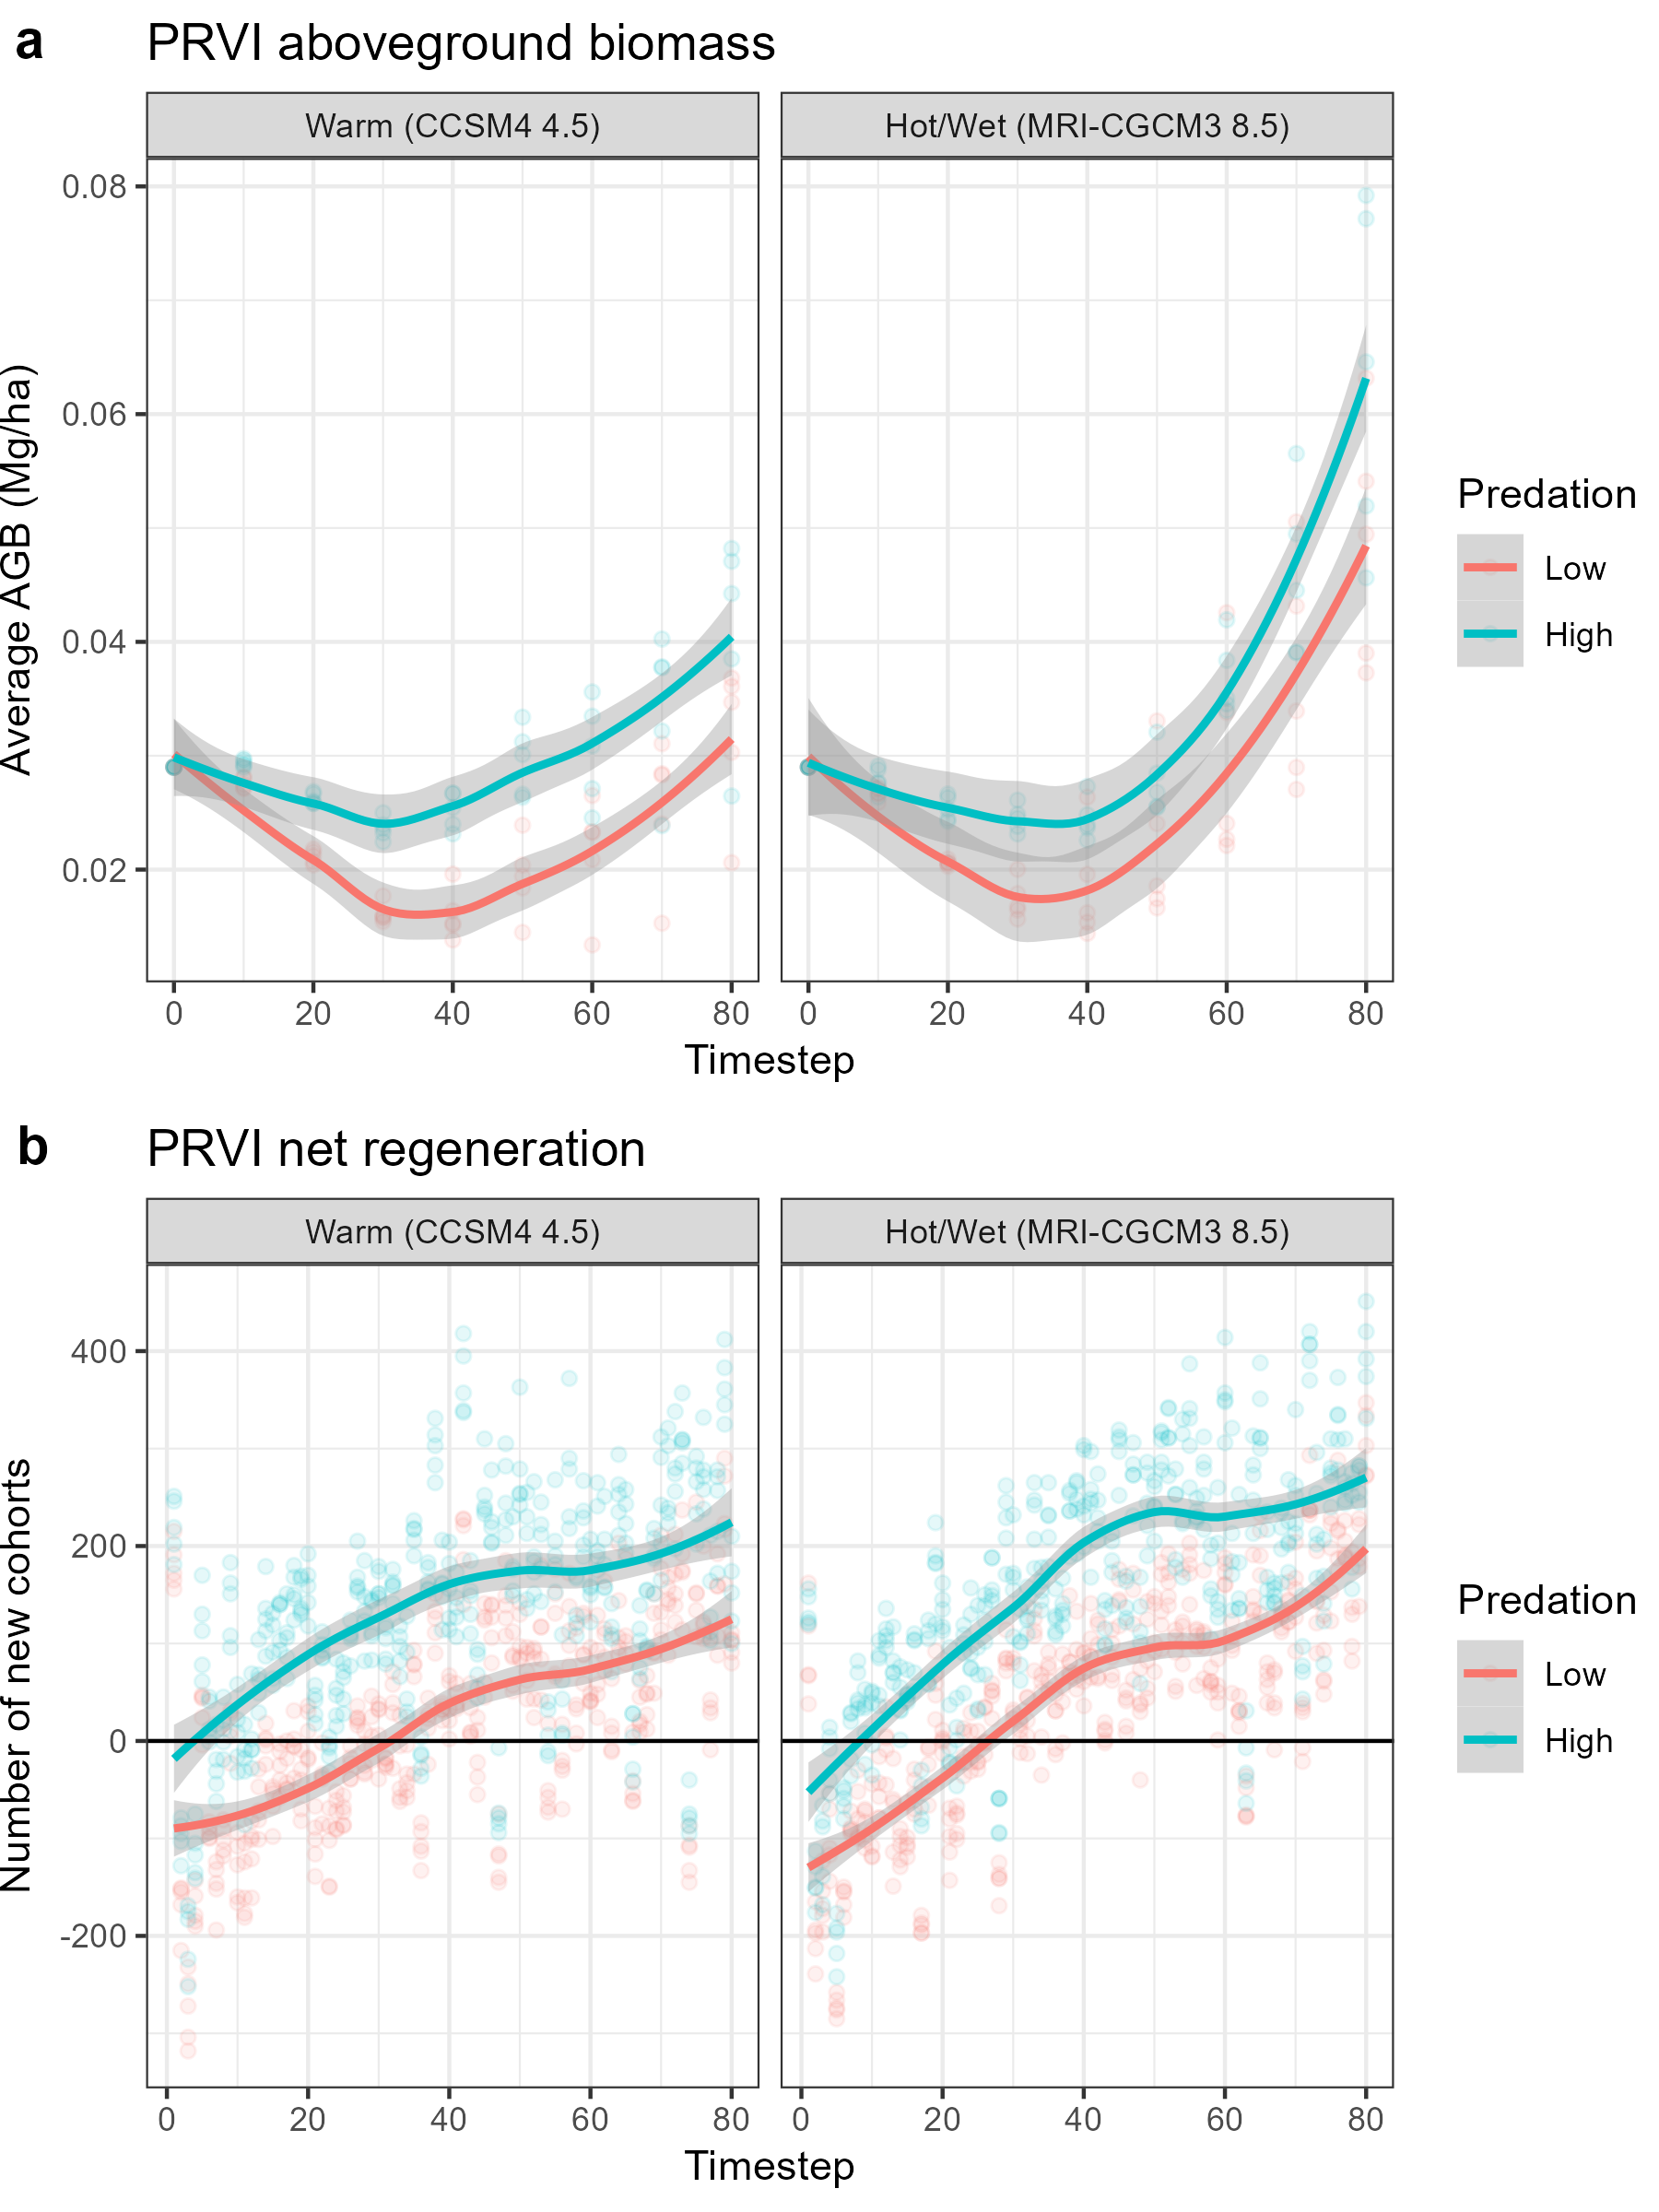 a PRVI aboveground biomass
Warm (CCSM4 4.5) Hot/Wet (MRI-CGCM3 8.5)
Average AGB (Mg/ha)
0.08
0.06
0.04
0.02
0 20 40 60 80 0 20 40 60 80
Timestep
Predation
Low
High
b PRVI net regeneration
Warm (CCSM4 4.5) Hot/Wet (MRI-CGCM3 8.5)
Number of new cohorts
400
200
0
-200
0 20 40 60 80 0 20 40 60 80
Timestep
Predation
Low
High